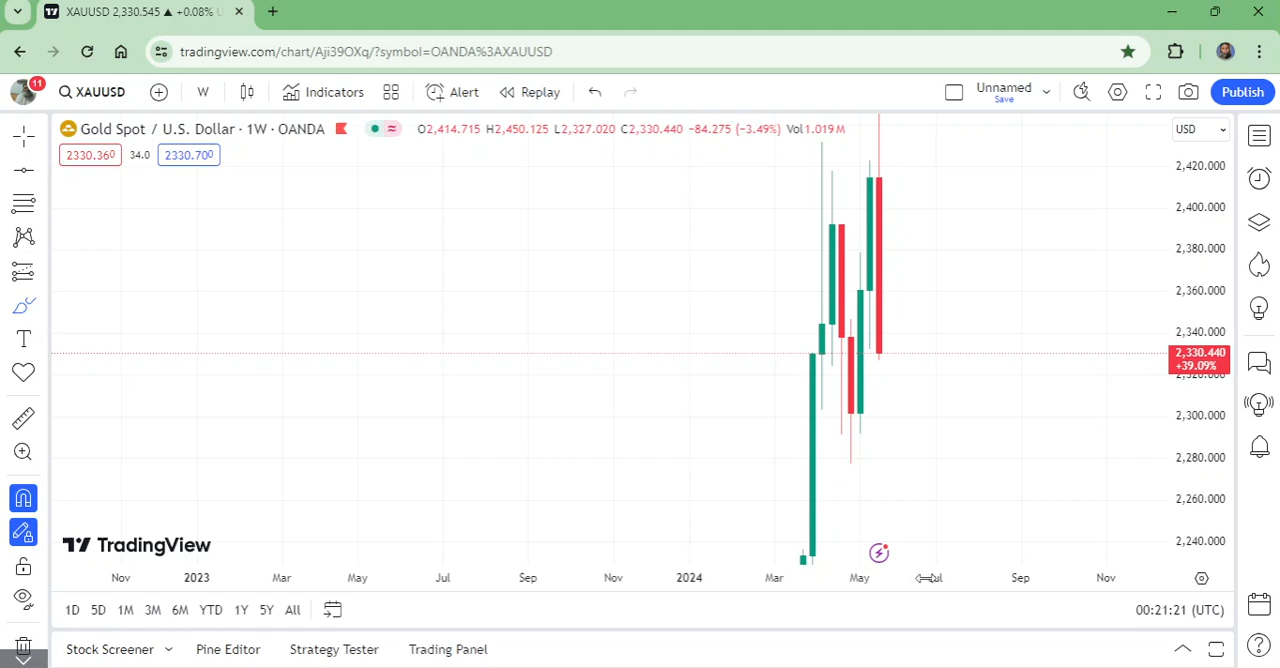 XAUUSD 2,330.545 ▲ +0.08%
tradingview.com/chart/Aji39OXq/?symbol=OANDA%3AXAUUSD
11
XAUUSD
W
Indicators
Alert
Replay
Unnamed
Save
Publish
Gold Spot / U.S. Dollar · 1W · OANDA
O2,414.715 H2,450.125 L2,327.020 C2,330.440 −84.275 (−3.49%) Vol1.019M
USD
2330.360
34.0
2330.700
2,420.000
2,400.000
2,380.000
2,360.000
2,340.000
2,330.440
+39.09%
2,320.000
2,300.000
2,280.000
2,260.000
2,240.000
TradingView
Nov 2023 Mar May Jul Sep Nov 2024 Mar May Sep Nov
1D 5D 1M 3M 6M YTD 1Y 5Y All
00:21:21 (UTC)
Stock Screener
Pine Editor
Strategy Tester
Trading Panel